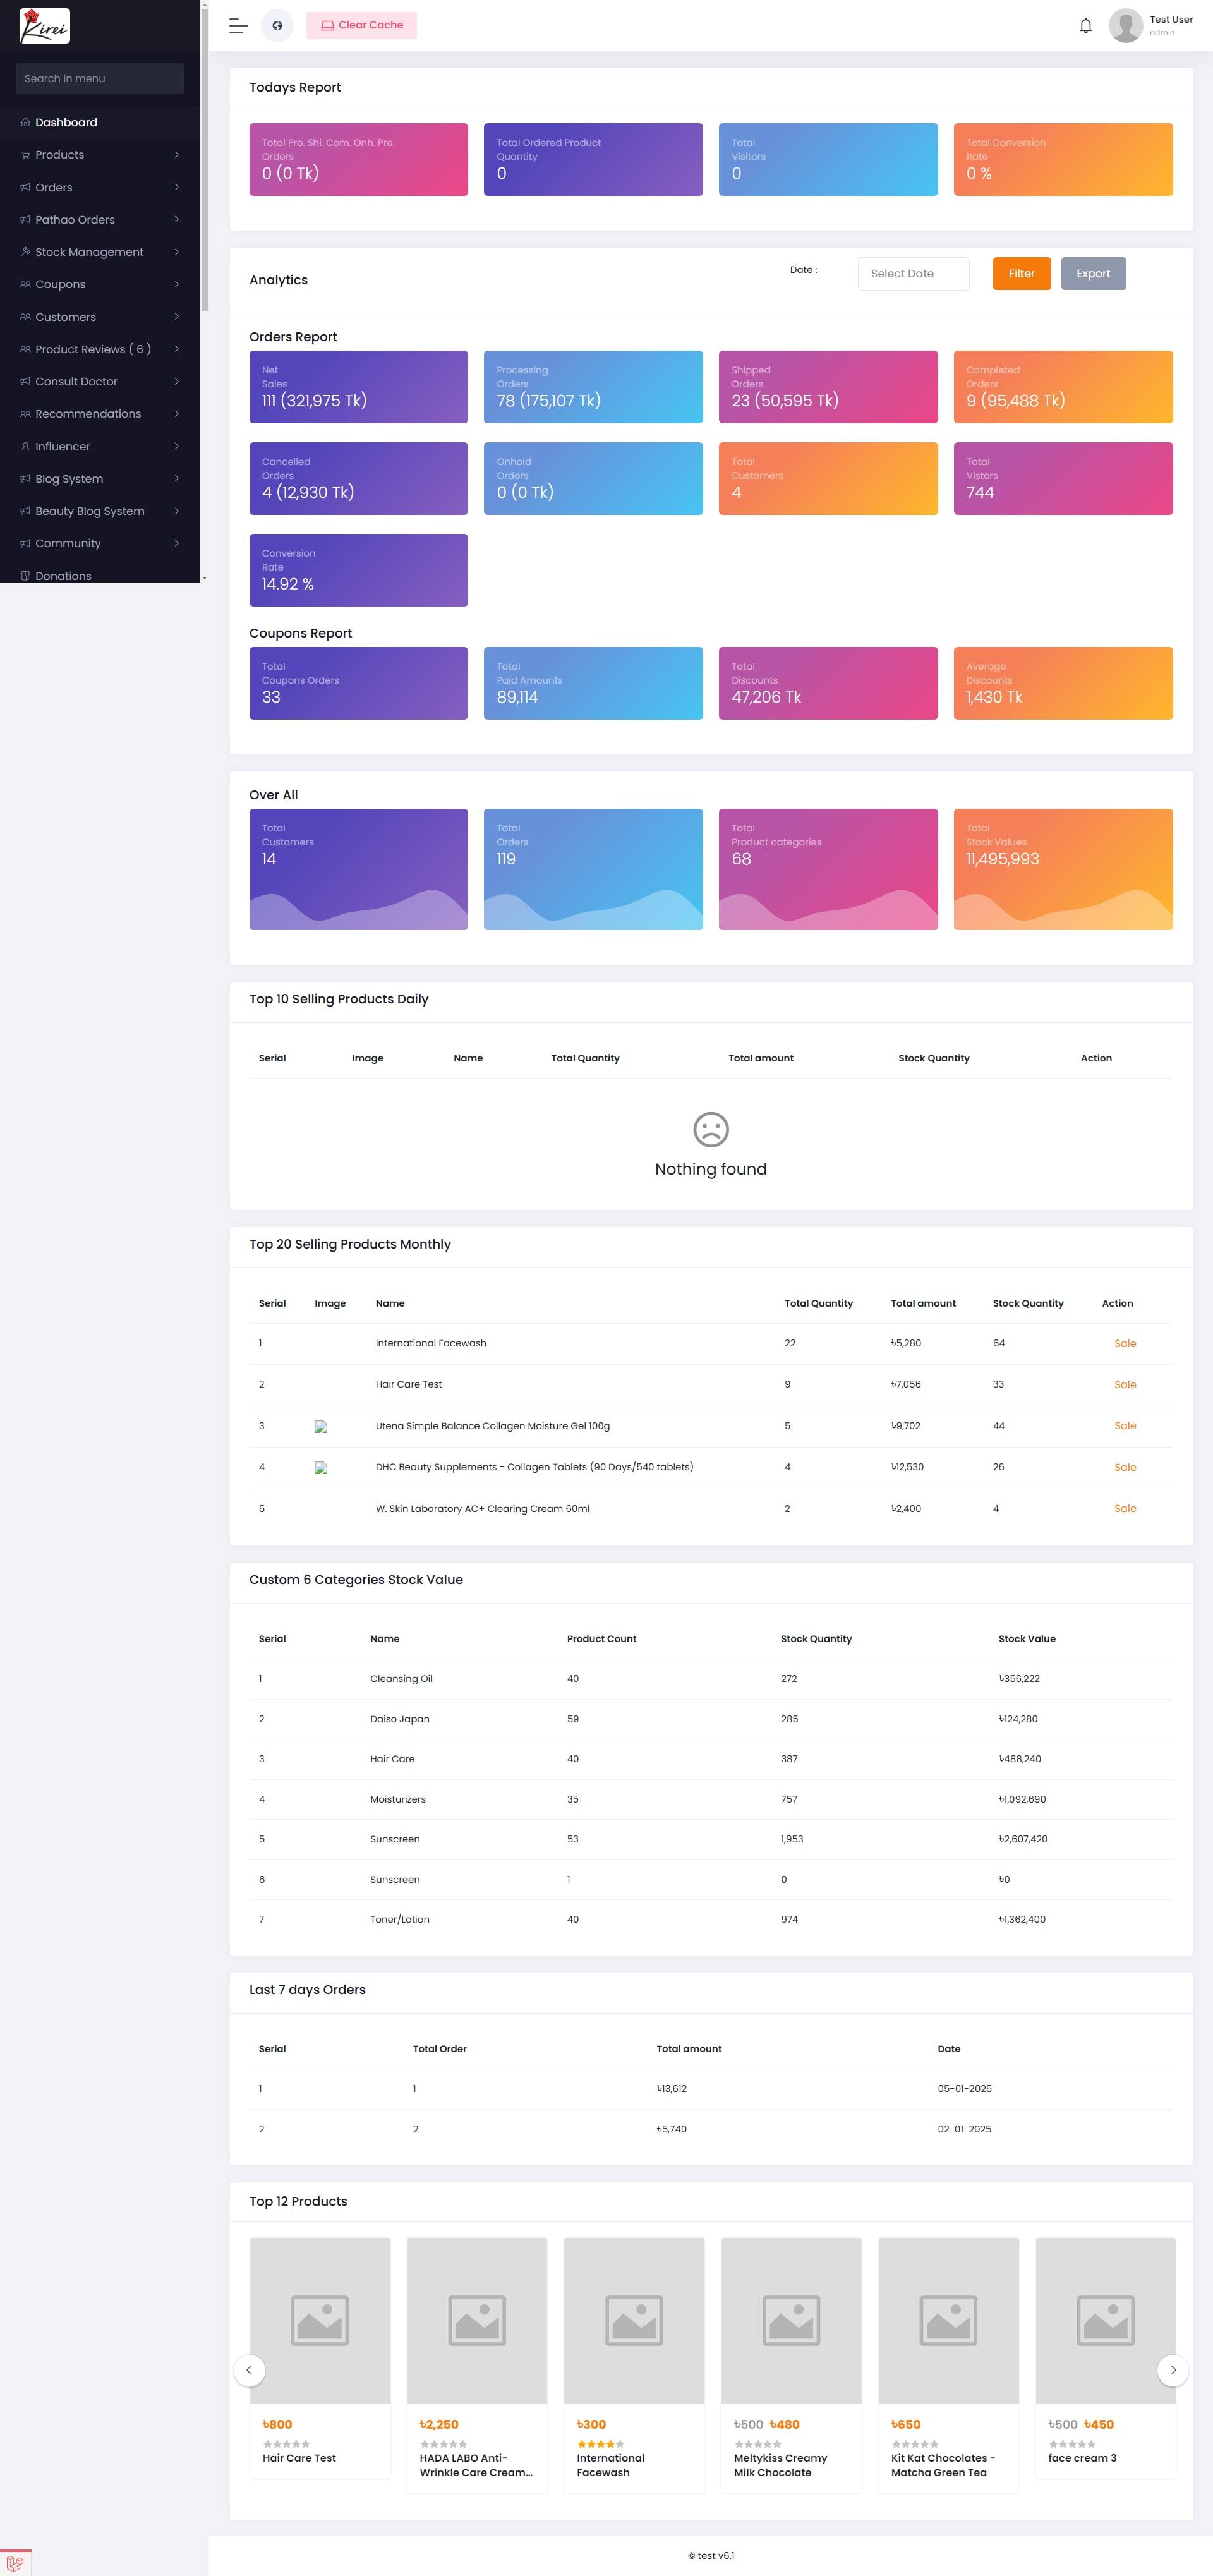 Kirei
Clear Cache
Test User
admin
Search in menu
Dashboard
Products
Orders
Pathao Orders
Stock Management
Coupons
Customers
Product Reviews ( 6 )
Consult Doctor
Recommendations
Influencer
Blog System
Beauty Blog System
Community
Donations
Todays Report
Total Pro. Shi. Com. Onh. Pre.
Orders
0 (0 Tk)
Total Ordered Product
Quantity
0
Total
Visitors
0
Total Conversion
Rate
0 %
Analytics
Date :
Select Date
Filter
Export
Orders Report
Net
Sales
111 (321,975 Tk)
Processing
Orders
78 (175,107 Tk)
Shipped
Orders
23 (50,595 Tk)
Completed
Orders
9 (95,488 Tk)
Cancelled
Orders
4 (12,930 Tk)
Onhold
Orders
0 (0 Tk)
Total
Customers
4
Total
Vistors
744
Conversion
Rate
14.92 %
Coupons Report
Total
Coupons Orders
33
Total
Paid Amounts
89,114
Total
Discounts
47,206 Tk
Average
Discounts
1,430 Tk
Over All
Total
Customers
14
Total
Orders
119
Total
Product categories
68
Total
Stock Values
11,495,993
Top 10 Selling Products Daily
Serial Image Name Total Quantity Total amount Stock Quantity Action
Nothing found
Top 20 Selling Products Monthly
Serial Image Name Total Quantity Total amount Stock Quantity Action
1 International Facewash 22 ৳5,280 64 Sale
2 Hair Care Test 9 ৳7,056 33 Sale
3 Utena Simple Balance Collagen Moisture Gel 100g 5 ৳9,702 44 Sale
4 DHC Beauty Supplements - Collagen Tablets (90 Days/540 tablets) 4 ৳12,530 26 Sale
5 W. Skin Laboratory AC+ Clearing Cream 60ml 2 ৳2,400 4 Sale
Custom 6 Categories Stock Value
Serial Name Product Count Stock Quantity Stock Value
1 Cleansing Oil 40 272 ৳356,222
2 Daiso Japan 59 285 ৳124,280
3 Hair Care 40 387 ৳488,240
4 Moisturizers 35 757 ৳1,092,690
5 Sunscreen 53 1,953 ৳2,607,420
6 Sunscreen 1 0 ৳0
7 Toner/Lotion 40 974 ৳1,362,400
Last 7 days Orders
Serial Total Order Total amount Date
1 1 ৳13,612 05-01-2025
2 2 ৳5,740 02-01-2025
Top 12 Products
৳800
Hair Care Test
৳2,250
HADA LABO Anti-
Wrinkle Care Cream...
৳300
International
Facewash
৳500 ৳480
Meltykiss Creamy
Milk Chocolate
৳650
Kit Kat Chocolates -
Matcha Green Tea
৳500 ৳450
face cream 3
© test v6.1